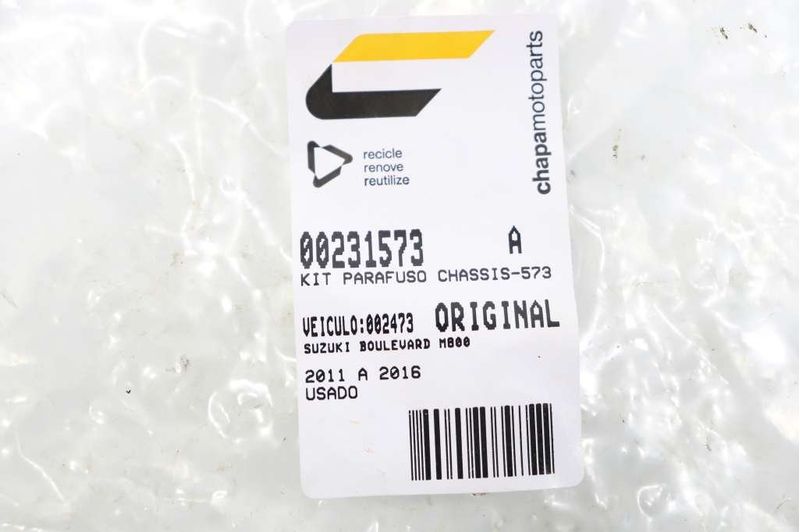 chapamotoparts
recicle
renove
reutilize
00231573 A
KIT PARAFUSO CHASSIS-573
VEICULO:002473 ORIGINAL
SUZUKI BOULEVARD M800
2011 A 2016
USADO